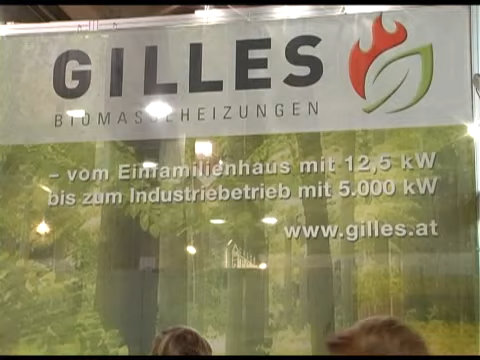 GILLES
BIOMASSEHEIZUNGEN
– vom Einfamilienhaus mit 12,5 kW
bis zum Industriebetrieb mit 5.000 kW
www.gilles.at